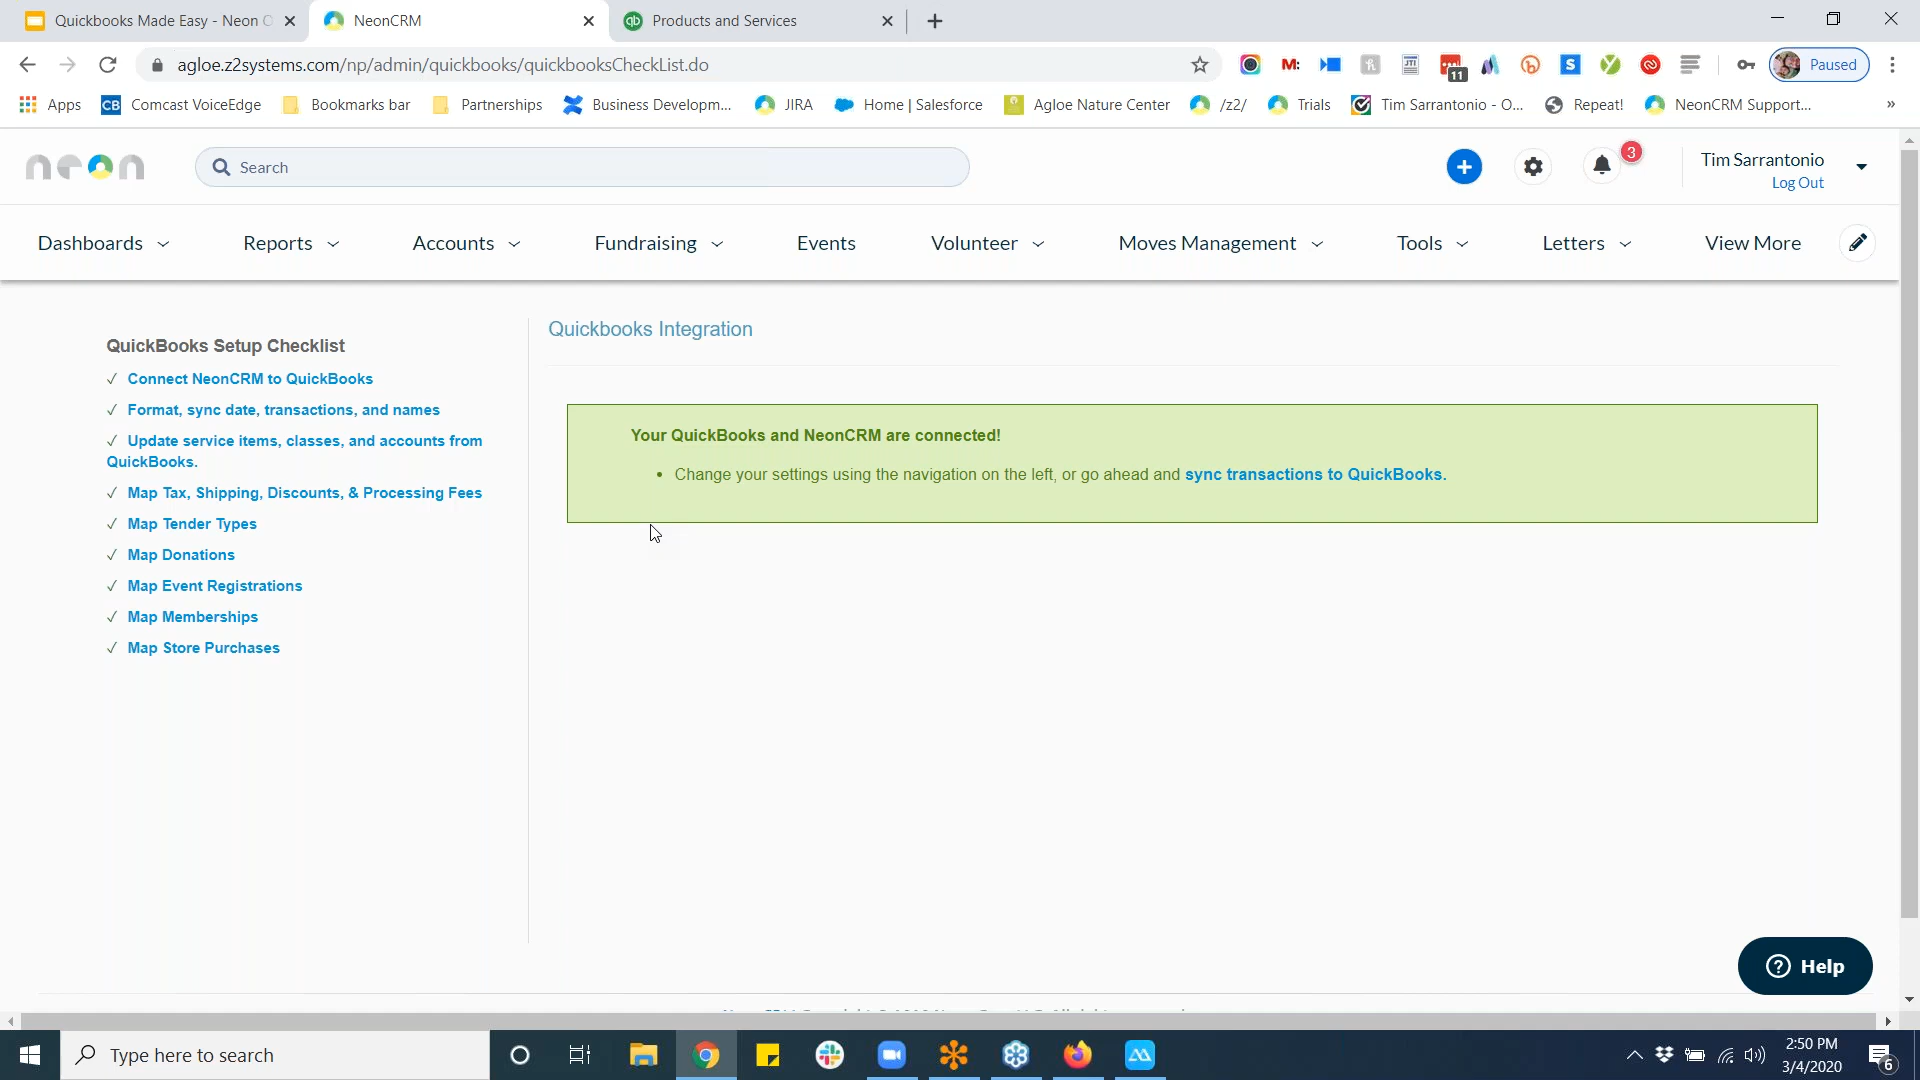 Quickbooks Made Easy - Neon
NeonCRM
Products and Services
agloe.z2systems.com/np/admin/quickbooks/quickbooksCheckList.do
M:
JTI
11
S
Paused
Apps
CB Comcast VoiceEdge
Bookmarks bar
Partnerships
Business Developm...
JIRA
Home | Salesforce
Agloe Nature Center
/z2/
Trials
Tim Sarrantonio - O...
Repeat!
NeonCRM Support...
»
neon
Search
3
Tim Sarrantonio
Log Out
Dashboards
Reports
Accounts
Fundraising
Events
Volunteer
Moves Management
Tools
Letters
View More
QuickBooks Setup Checklist
✓ Connect NeonCRM to QuickBooks
✓ Format, sync date, transactions, and names
✓ Update service items, classes, and accounts from
QuickBooks.
✓ Map Tax, Shipping, Discounts, & Processing Fees
✓ Map Tender Types
✓ Map Donations
✓ Map Event Registrations
✓ Map Memberships
✓ Map Store Purchases
Quickbooks Integration
Your QuickBooks and NeonCRM are connected!
• Change your settings using the navigation on the left, or go ahead and sync transactions to QuickBooks.
Help
Type here to search
2:50 PM
3/4/2020
6